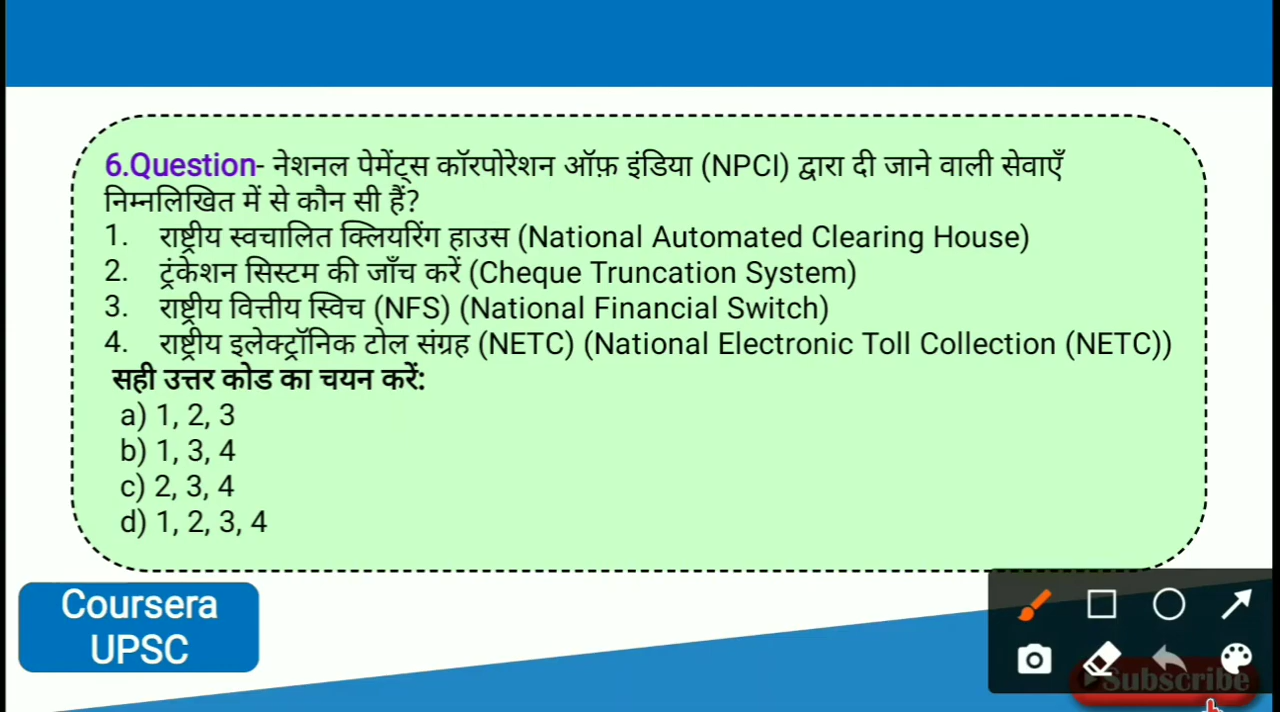 6.Question- नेशनल पेमेंट्स कॉरपोरेशन ऑफ़ इंडिया (NPCI) द्वारा दी जाने वाली सेवाएँ
निम्नलिखित में से कौन सी हैं?
1. राष्ट्रीय स्वचालित क्लियरिंग हाउस (National Automated Clearing House)
2. ट्रंकेशन सिस्टम की जाँच करें (Cheque Truncation System)
3. राष्ट्रीय वित्तीय स्विच (NFS) (National Financial Switch)
4. राष्ट्रीय इलेक्ट्रॉनिक टोल संग्रह (NETC) (National Electronic Toll Collection (NETC))
सही उत्तर कोड का चयन करें:
a) 1, 2, 3
b) 1, 3, 4
c) 2, 3, 4
d) 1, 2, 3, 4
Coursera
UPSC
Subscribe